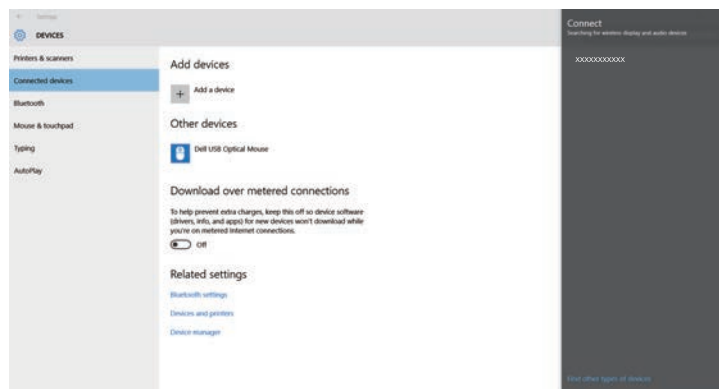 Settings
DEVICES
Printers & scanners
Connected devices
Bluetooth
Mouse & touchpad
Typing
AutoPlay
Add devices
Add a device
Other devices
Dell USB Optical Mouse
Download over metered connections
To help prevent extra charges, keep this off so device software
(drivers, info, and apps) for new devices won't download while
you're on metered Internet connections.
Off
Related settings
Bluetooth settings
Devices and printers
Device manager
Connect
Searching for wireless display and audio devices
XXXXXXXXXXX
Find other types of devices